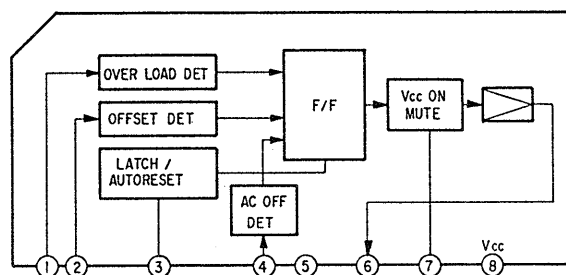 OVER LOAD DET
OFFSET DET
LATCH /
AUTORESET
AC OFF
DET
F/F
Vcc ON
MUTE
Vcc
1 2 3 4 5 6 7 8